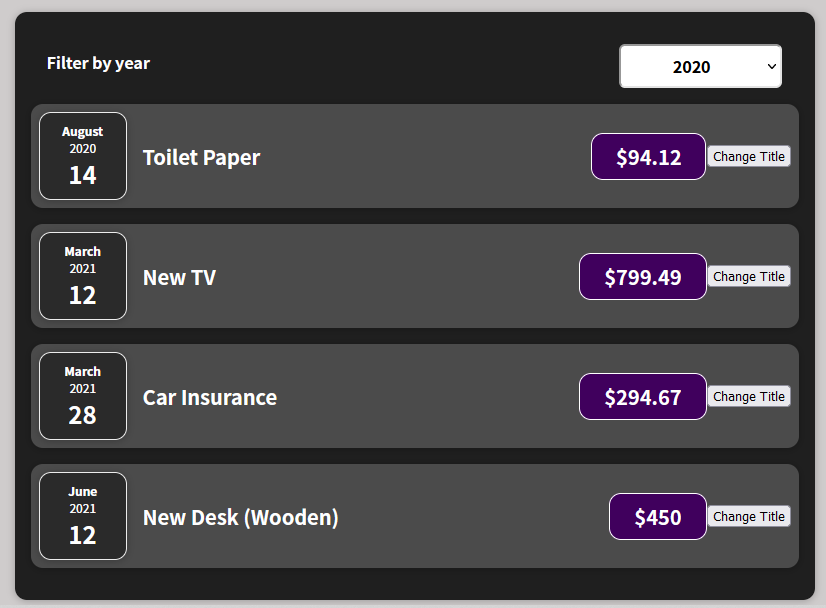 Filter by year
2020
August
2020
14
Toilet Paper
$94.12
Change Title
March
2021
12
New TV
$799.49
Change Title
March
2021
28
Car Insurance
$294.67
Change Title
June
2021
12
New Desk (Wooden)
$450
Change Title